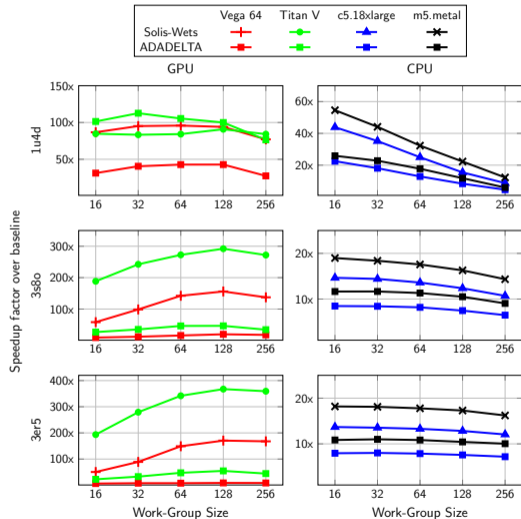 Vega 64 Titan V c5.18xlarge m5.metal
Solis-Wets
ADADELTA
GPU CPU
Speedup factor over baseline
1u4d
150x
100x
50x
16 32 64 128 256
60x
40x
20x
16 32 64 128 256
3s8o
300x
200x
100x
16 32 64 128 256
20x
10x
16 32 64 128 256
3er5
400x
300x
200x
100x
16 32 64 128 256
20x
10x
16 32 64 128 256
Work-Group Size Work-Group Size